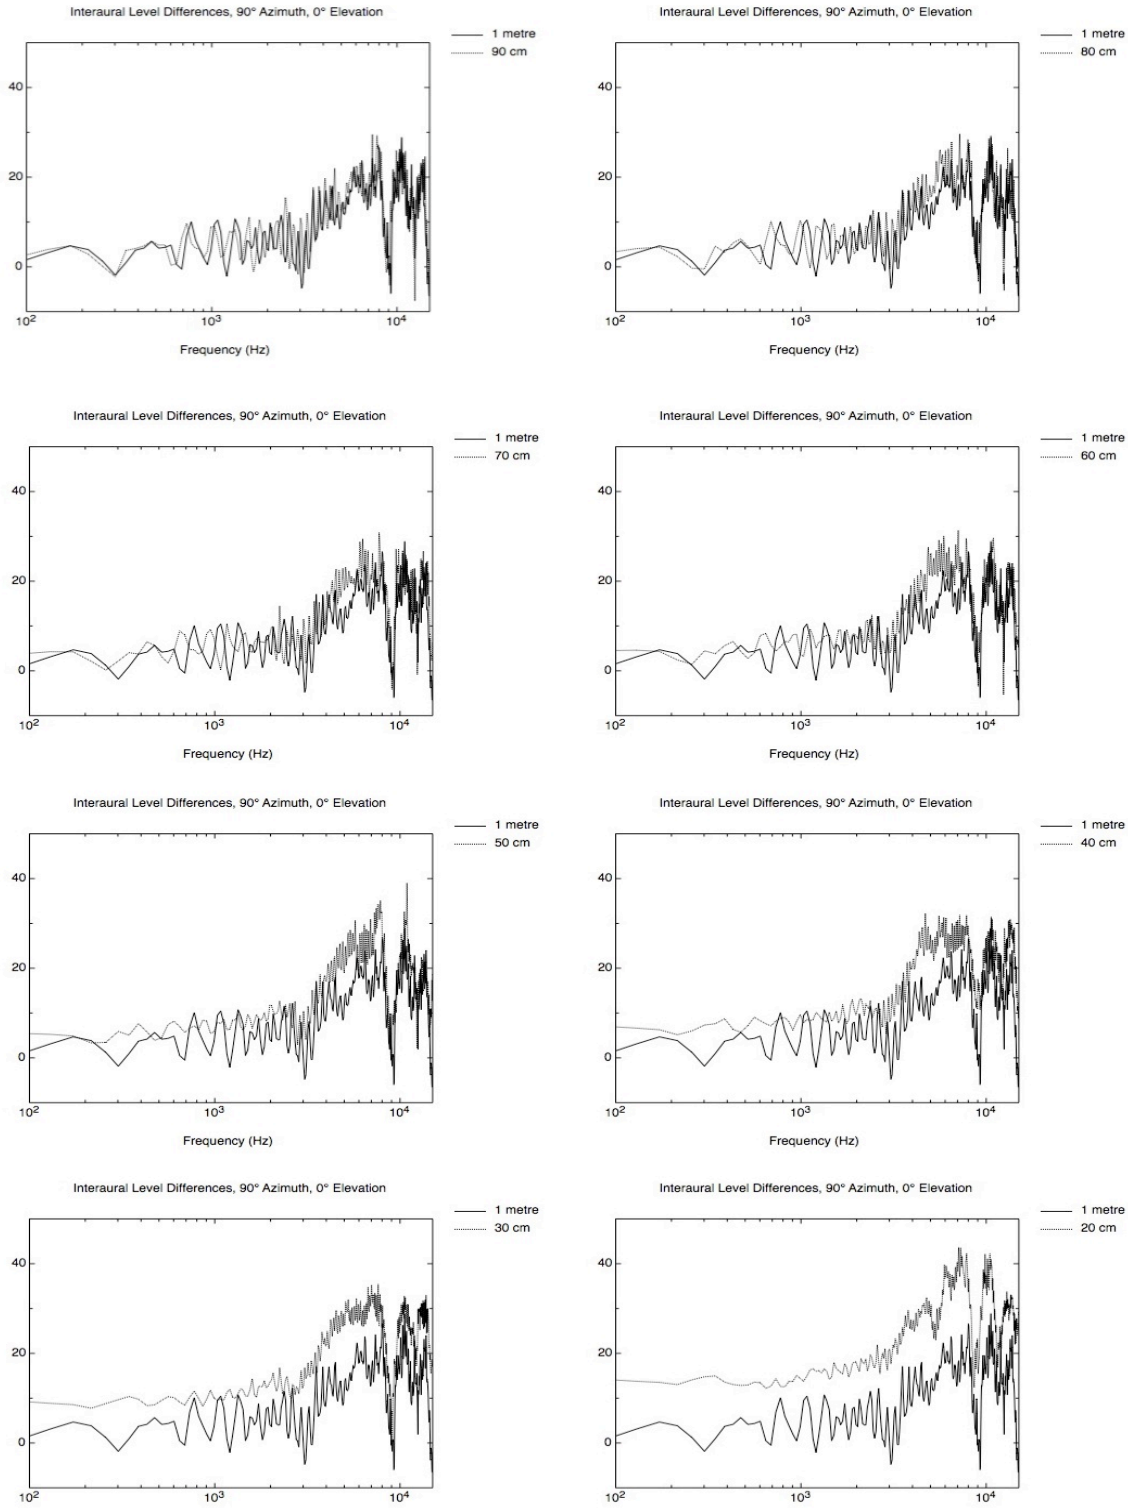 Interaural Level Differences, 90° Azimuth, 0° Elevation
1 metre
90 cm
40
20
0
10² 10³ 10⁴
Frequency (Hz)
Interaural Level Differences, 90° Azimuth, 0° Elevation
1 metre
80 cm
40
20
0
10² 10³ 10⁴
Frequency (Hz)
Interaural Level Differences, 90° Azimuth, 0° Elevation
1 metre
70 cm
40
20
0
10² 10³ 10⁴
Frequency (Hz)
Interaural Level Differences, 90° Azimuth, 0° Elevation
1 metre
60 cm
40
20
0
10² 10³ 10⁴
Frequency (Hz)
Interaural Level Differences, 90° Azimuth, 0° Elevation
1 metre
50 cm
40
20
0
10² 10³ 10⁴
Frequency (Hz)
Interaural Level Differences, 90° Azimuth, 0° Elevation
1 metre
40 cm
40
20
0
10² 10³ 10⁴
Frequency (Hz)
Interaural Level Differences, 90° Azimuth, 0° Elevation
1 metre
30 cm
40
20
0
10² 10³ 10⁴
Interaural Level Differences, 90° Azimuth, 0° Elevation
1 metre
20 cm
40
20
0
10² 10³ 10⁴